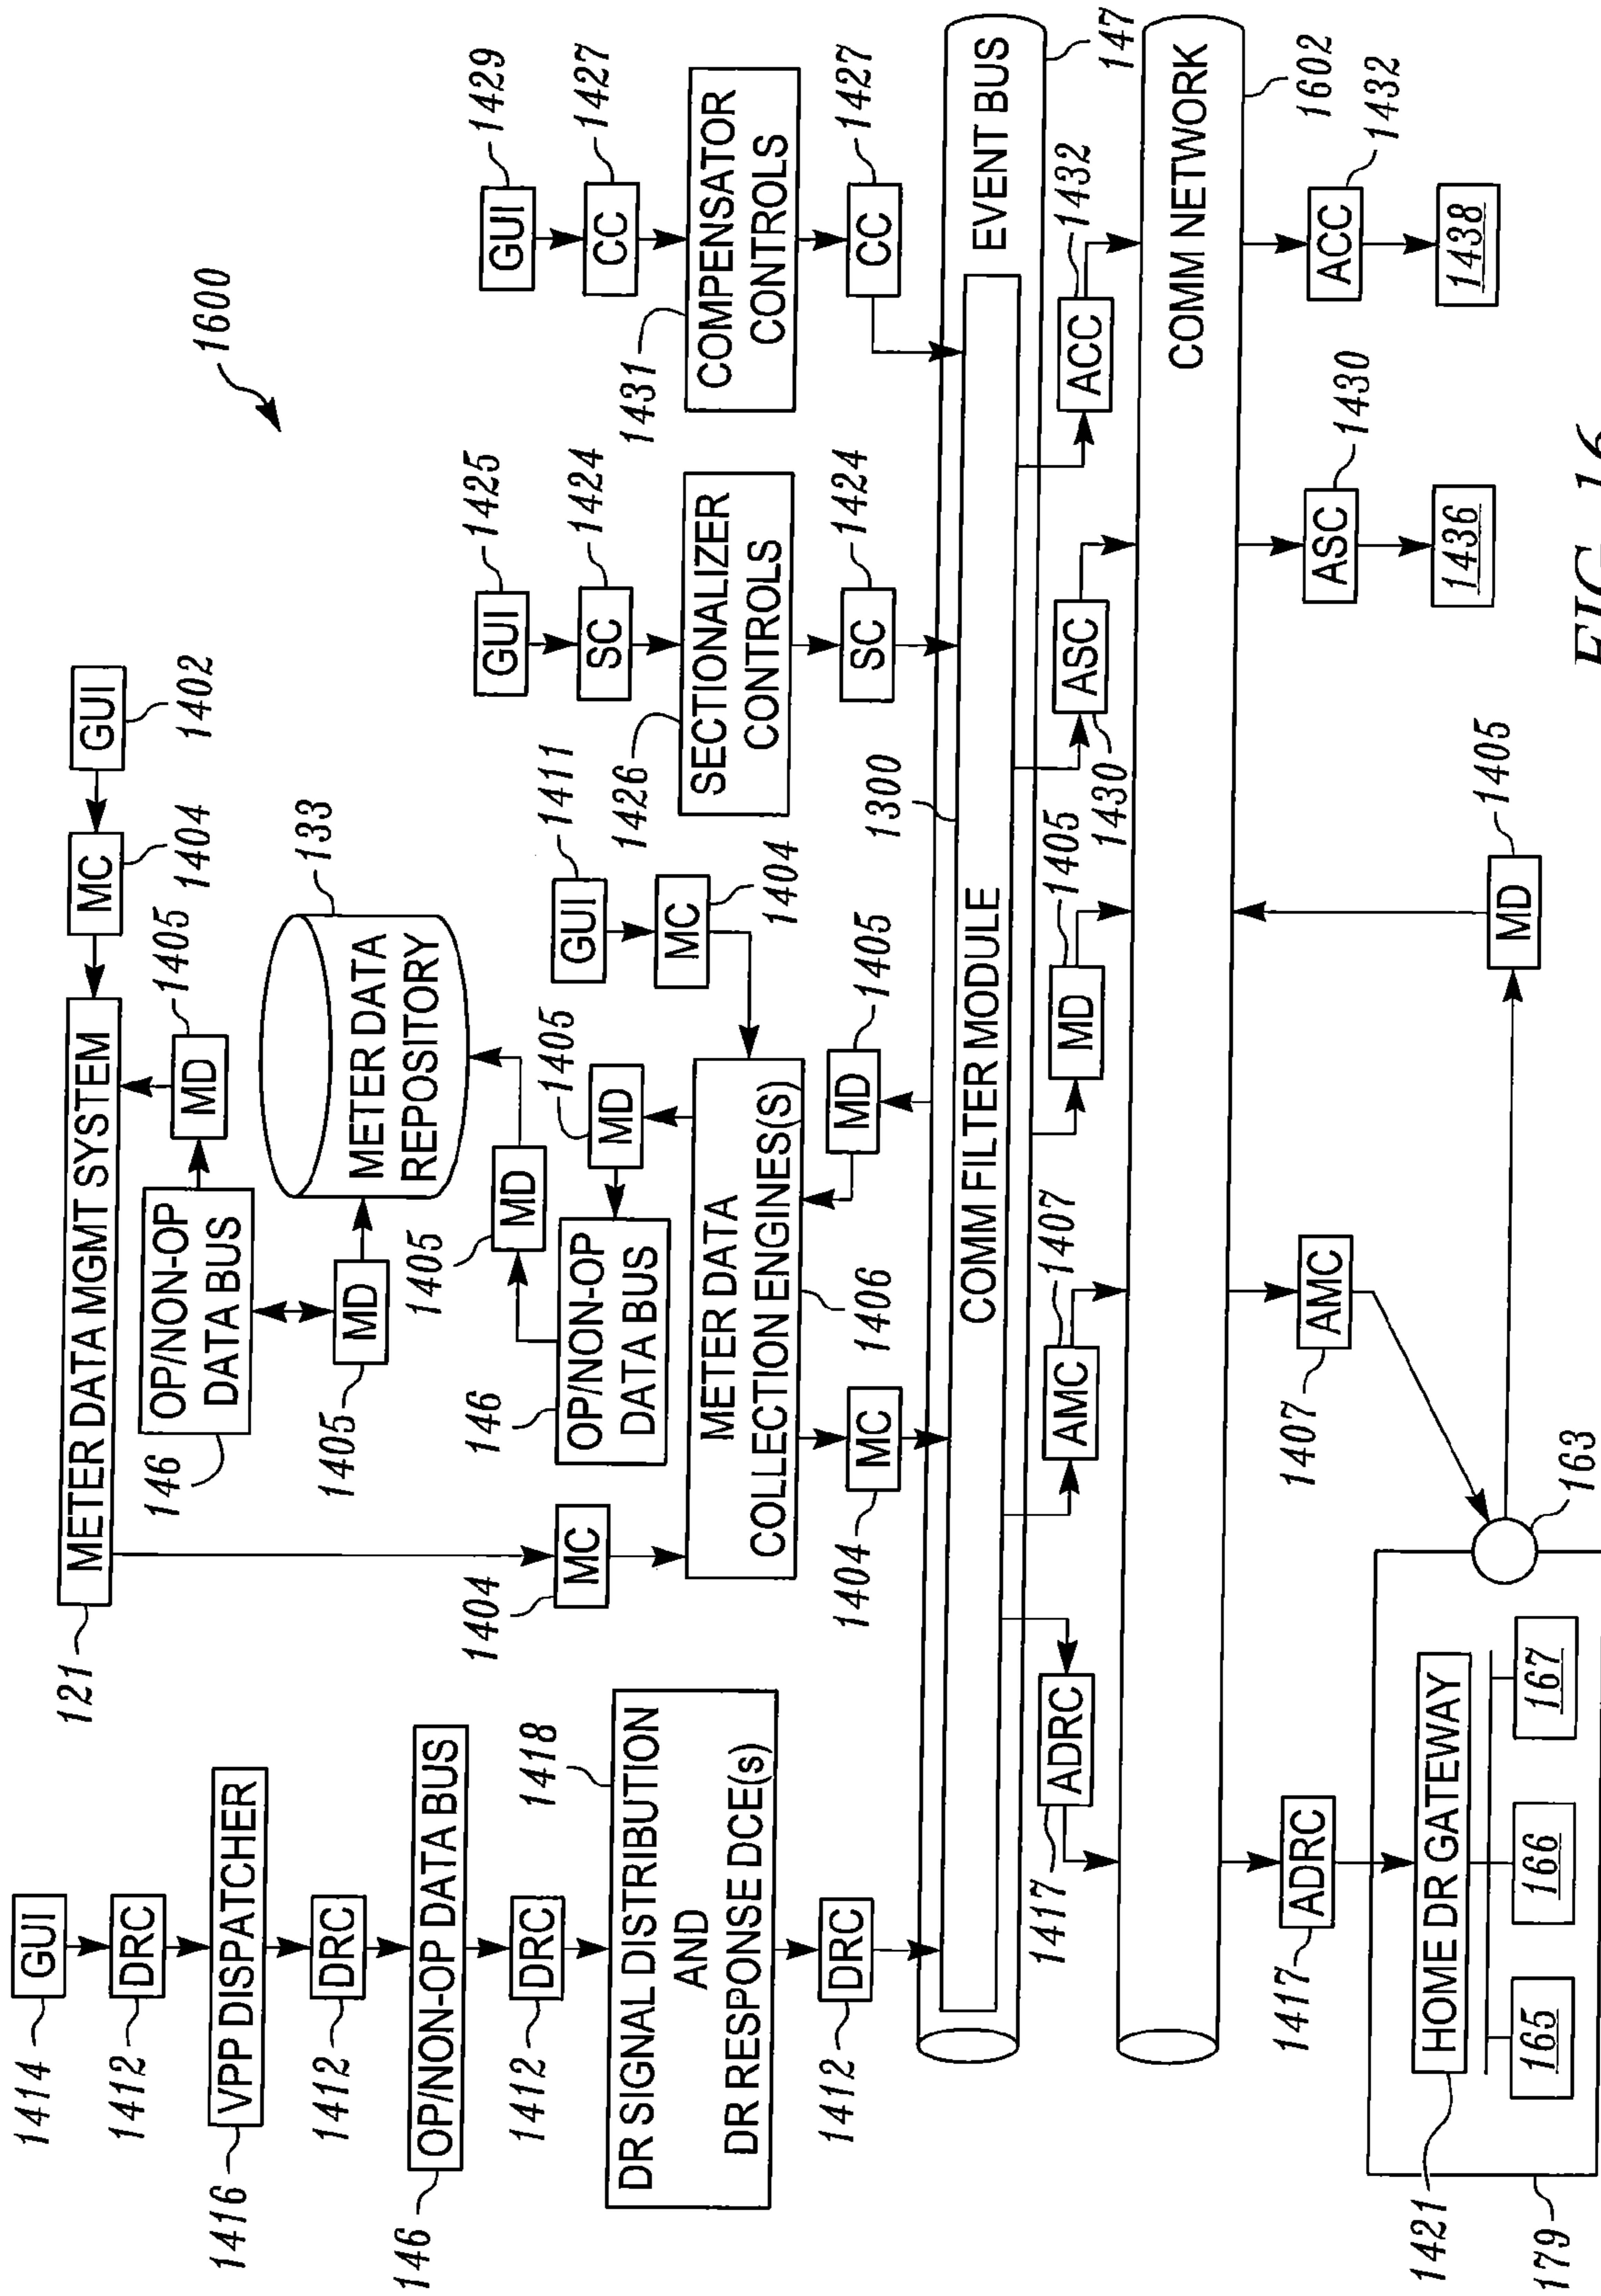 1600
GUI
1414
DRC
1412
VPP DISPATCHER
1416
DRC
1412
OP/NON-OP DATA BUS
146
DRC
1412
DR SIGNAL DISTRIBUTION
AND
DR RESPONSE DCE(s)
1418
DRC
1412
GUI
1402
MC
1404
METER DATA MGMT SYSTEM
121
MD
1405
OP/NON-OP
DATA BUS
146
MD
1405
METER DATA
REPOSITORY
133
MD
1405
MD
1405
OP/NON-OP
DATA BUS
146
GUI
1411
MC
1404
MC
1404
METER DATA
COLLECTION ENGINES(S)
1406
MC
1404
MD
1405
GUI
1425
SC
1424
SECTIONALIZER
CONTROLS
1426
SC
1424
GUI
1429
CC
1427
COMPENSATOR
CONTROLS
1431
CC
1427
EVENT BUS
147
COMM FILTER MODULE
1300
ADRC
1417
AMC
1407
MD
1405
ASC
1430
ACC
1432
COMM NETWORK
1602
ADRC
1417
AMC
1407
MD
1405
ASC
1430
ACC
1432
1436
1438
HOME DR GATEWAY
1421
165
166
167
163
179
FIG. 16